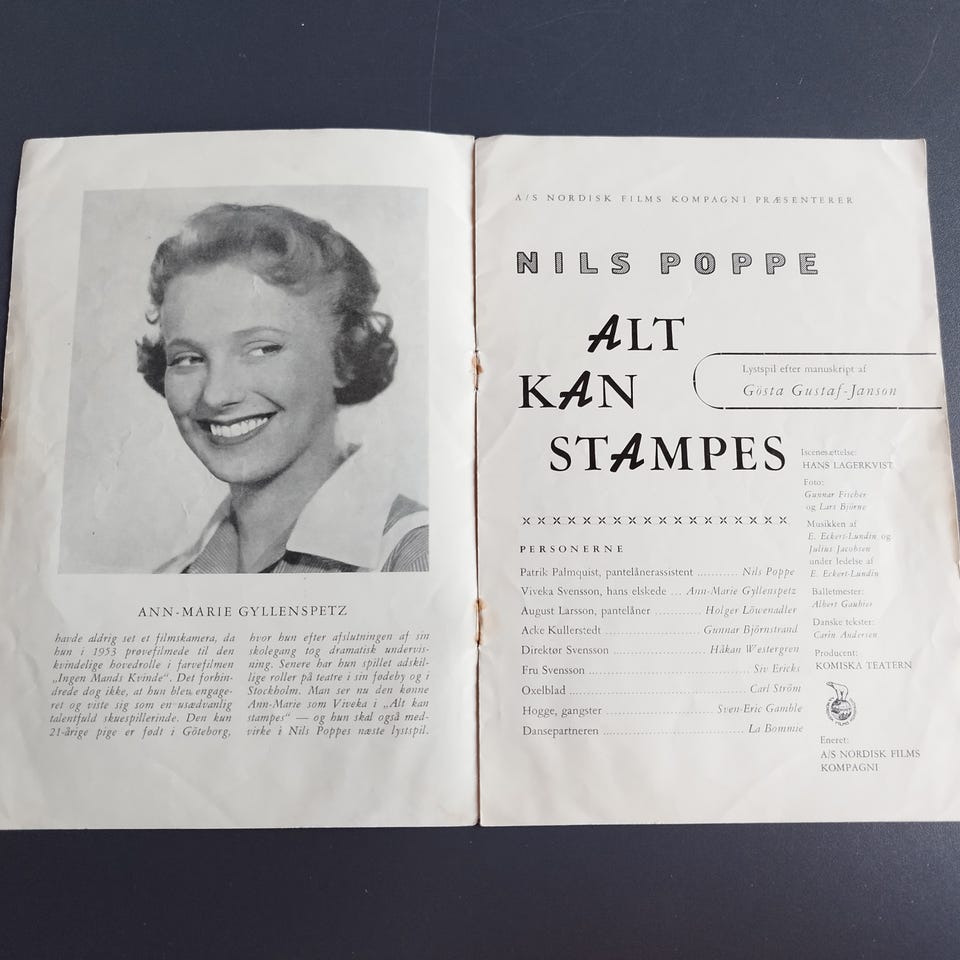 ANN-MARIE GYLLENSPETZ
havde aldrig set et filmskamera, da
hun i 1953 prøvefilmede til den
kvindelige hovedrolle i farvefilmen
„Ingen Mands Kvinde“. Det forhin-
drede dog ikke, at hun blev engage-
ret og viste sig som en usædvanlig
talentfuld skuespillerinde. Den kun
21-årige pige er født i Göteborg,
hvor hun efter afslutningen af sin
skolegang tog dramatisk undervis-
ning. Senere har hun spillet adskil-
lige roller på teatre i sin fødeby og i
Stockholm. Man ser nu den kønne
Ann-Marie som Viveka i „Alt kan
stampes“ — og hun skal også med-
virke i Nils Poppes næste lystspil.
A/S NORDISK FILMS KOMPAGNI PRÆSENTERER
NILS POPPE
ALT
KAN
STAMPES
Lystspil efter manuskript af
Gösta Gustaf-Janson
PERSONERNE
Patrik Palmquist, pantelånerassistent .......... Nils Poppe
Viveka Svensson, hans elskede ... Ann-Marie Gyllenspetz
August Larsson, pantelåner ............ Holger Löwenadler
Acke Kullerstedt .......... Gunnar Björnstrand
Direktør Svensson .......... Håkan Westergren
Fru Svensson .......... Siv Ericks
Oxelblad .......... Carl Ström
Hogge, gangster .......... Sven-Eric Gamble
Dansepartneren .......... La Bommie
Iscenesættelse:
HANS LAGERKVIST
Foto:
Gunnar Fischer
og Lars Björne
Musikken af
E. Eckert-Lundin og
Julius Jacobsen
under ledelse af
E. Eckert-Lundin
Balletmester:
Albert Gaubier
Danske tekster:
Carin Andersen
Producent:
KOMISKA TEATERN
Eneret:
A/S NORDISK FILMS
KOMPAGNI